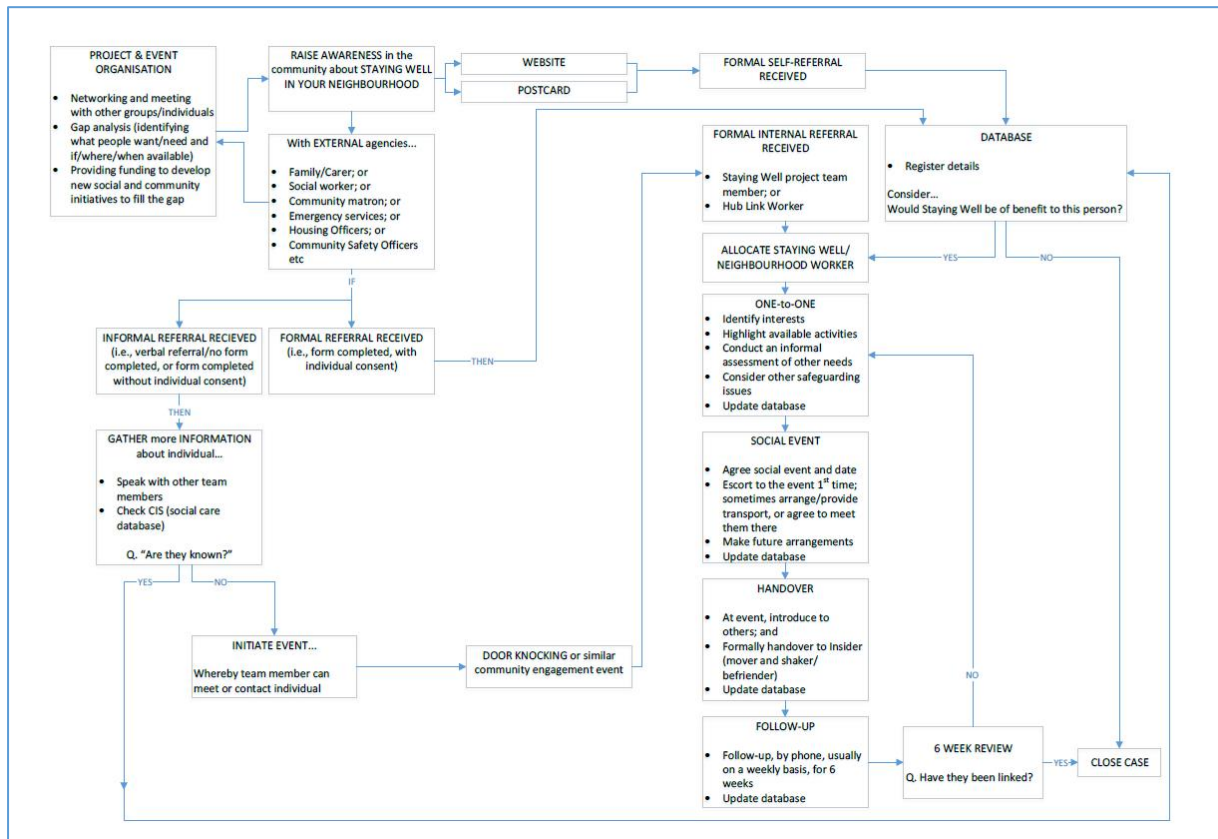 PROJECT & EVENT
ORGANISATION
• Networking and meeting
with other groups/individuals
• Gap analysis (identifying
what people want/need and
if/where/when available)
• Providing funding to develop
new social and community
initiatives to fill the gap
RAISE AWARENESS in the
community about STAYING WELL
IN YOUR NEIGHBOURHOOD
WEBSITE
POSTCARD
FORMAL SELF-REFERRAL
RECEIVED
With EXTERNAL agencies...
• Family/Carer; or
• Social worker; or
• Community matron; or
• Emergency services; or
• Housing Officers; or
• Community Safety Officers
etc
IF
INFORMAL REFERRAL RECIEVED
(i.e., verbal referral/no form
completed, or form completed
without individual consent)
FORMAL REFERRAL RECEIVED
(i.e., form completed, with
individual consent)
THEN
THEN
GATHER more INFORMATION
about individual...
• Speak with other team
members
• Check CIS (social care
database)
Q. “Are they known?”
YES
NO
INITIATE EVENT...
Whereby team member can
meet or contact individual
DOOR KNOCKING or similar
community engagement event
FORMAL INTERNAL REFERRAL
RECEIVED
• Staying Well project team
member; or
• Hub Link Worker
DATABASE
• Register details
Consider...
Would Staying Well be of benefit to this person?
YES
NO
ALLOCATE STAYING WELL/
NEIGHBOURHOOD WORKER
ONE-to-ONE
• Identify interests
• Highlight available activities
• Conduct an informal
assessment of other needs
• Consider other safeguarding
issues
• Update database
SOCIAL EVENT
• Agree social event and date
• Escort to the event 1st time;
sometimes arrange/provide
transport, or agree to meet
them there
• Make future arrangements
• Update database
HANDOVER
• At event, introduce to
others; and
• Formally handover to Insider
(mover and shaker/
befriender)
• Update database
FOLLOW-UP
• Follow-up, by phone, usually
on a weekly basis, for 6
weeks
• Update database
NO
6 WEEK REVIEW
Q. Have they been linked?
YES
CLOSE CASE